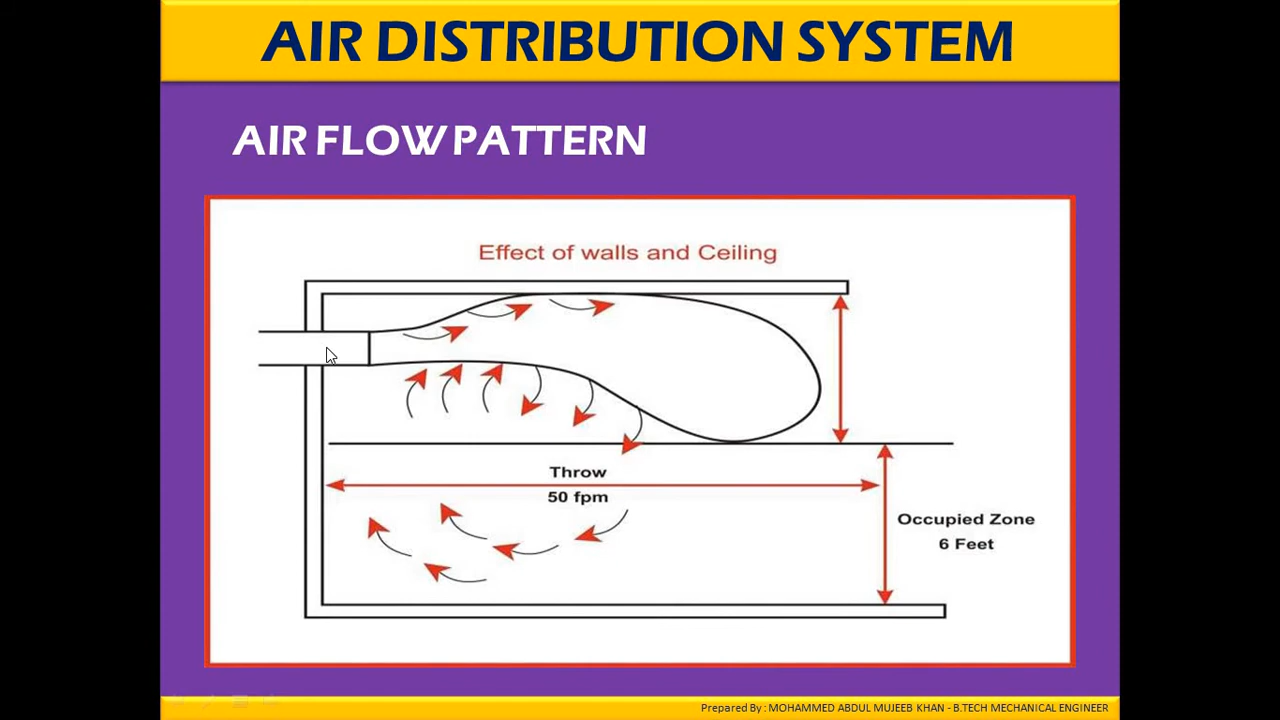 AIR DISTRIBUTION SYSTEM
AIR FLOW PATTERN
Effect of walls and Ceiling
Throw
50 fpm
Occupied Zone
6 Feet
Prepared By : MOHAMMED ABDUL MUJEEB KHAN - B.TECH MECHANICAL ENGINEER